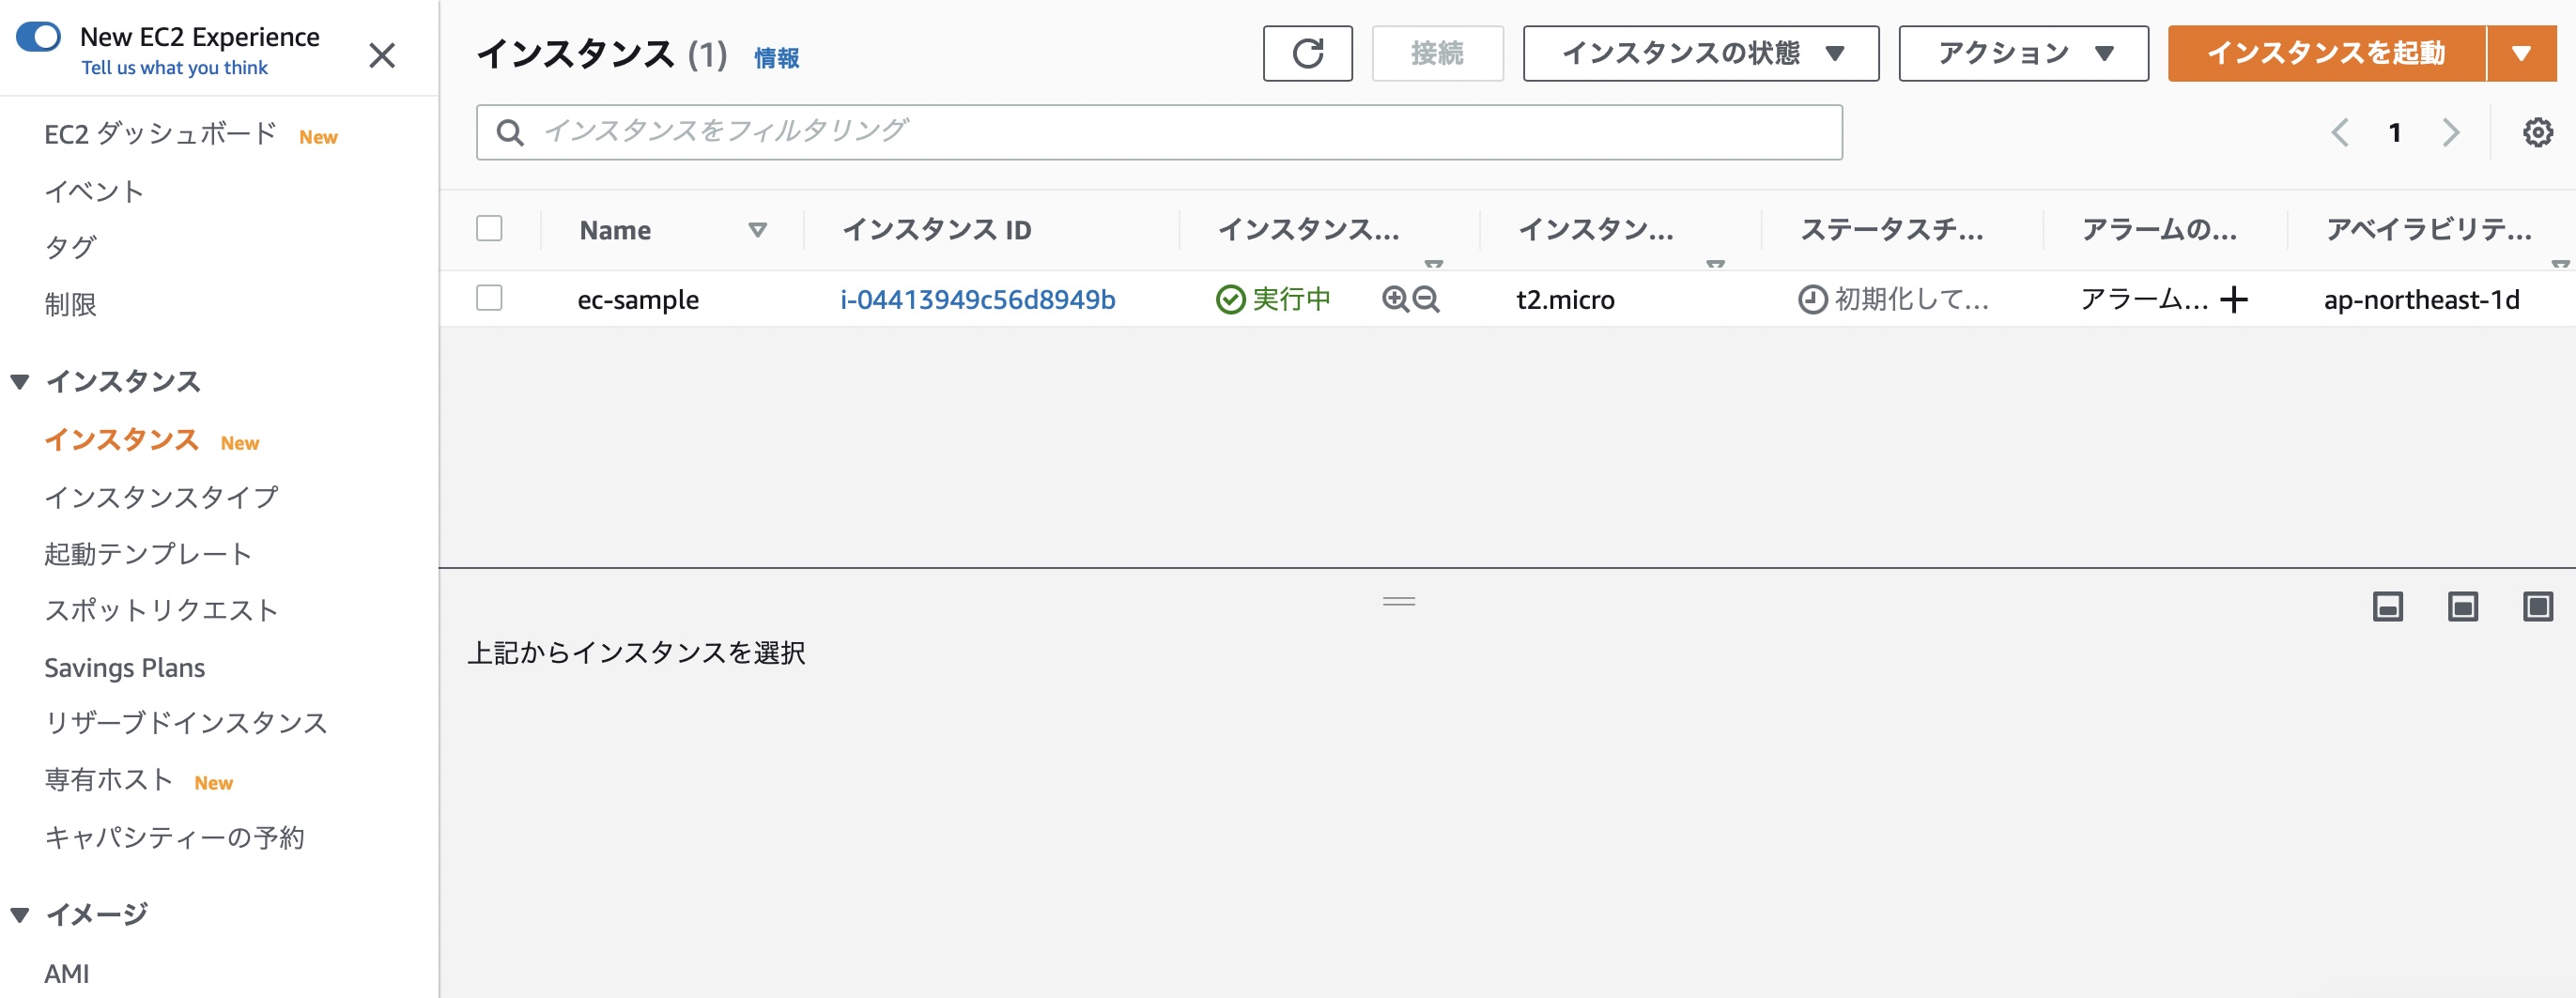 New EC2 Experience
Tell us what you think
EC2 ダッシュボード New
イベント
タグ
制限
インスタンス
インスタンス New
インスタンスタイプ
起動テンプレート
スポットリクエスト
Savings Plans
リザーブドインスタンス
専有ホスト New
キャパシティーの予約
イメージ
AMI
インスタンス (1) 情報
接続
インスタンスの状態
アクション
インスタンスを起動
インスタンスをフィルタリング
1
Name インスタンス ID インスタンス... インスタン... ステータスチ... アラームの... アベイラビリテ...
ec-sample i-04413949c56d8949b 実行中 t2.micro 初期化して... アラーム... ap-northeast-1d
上記からインスタンスを選択